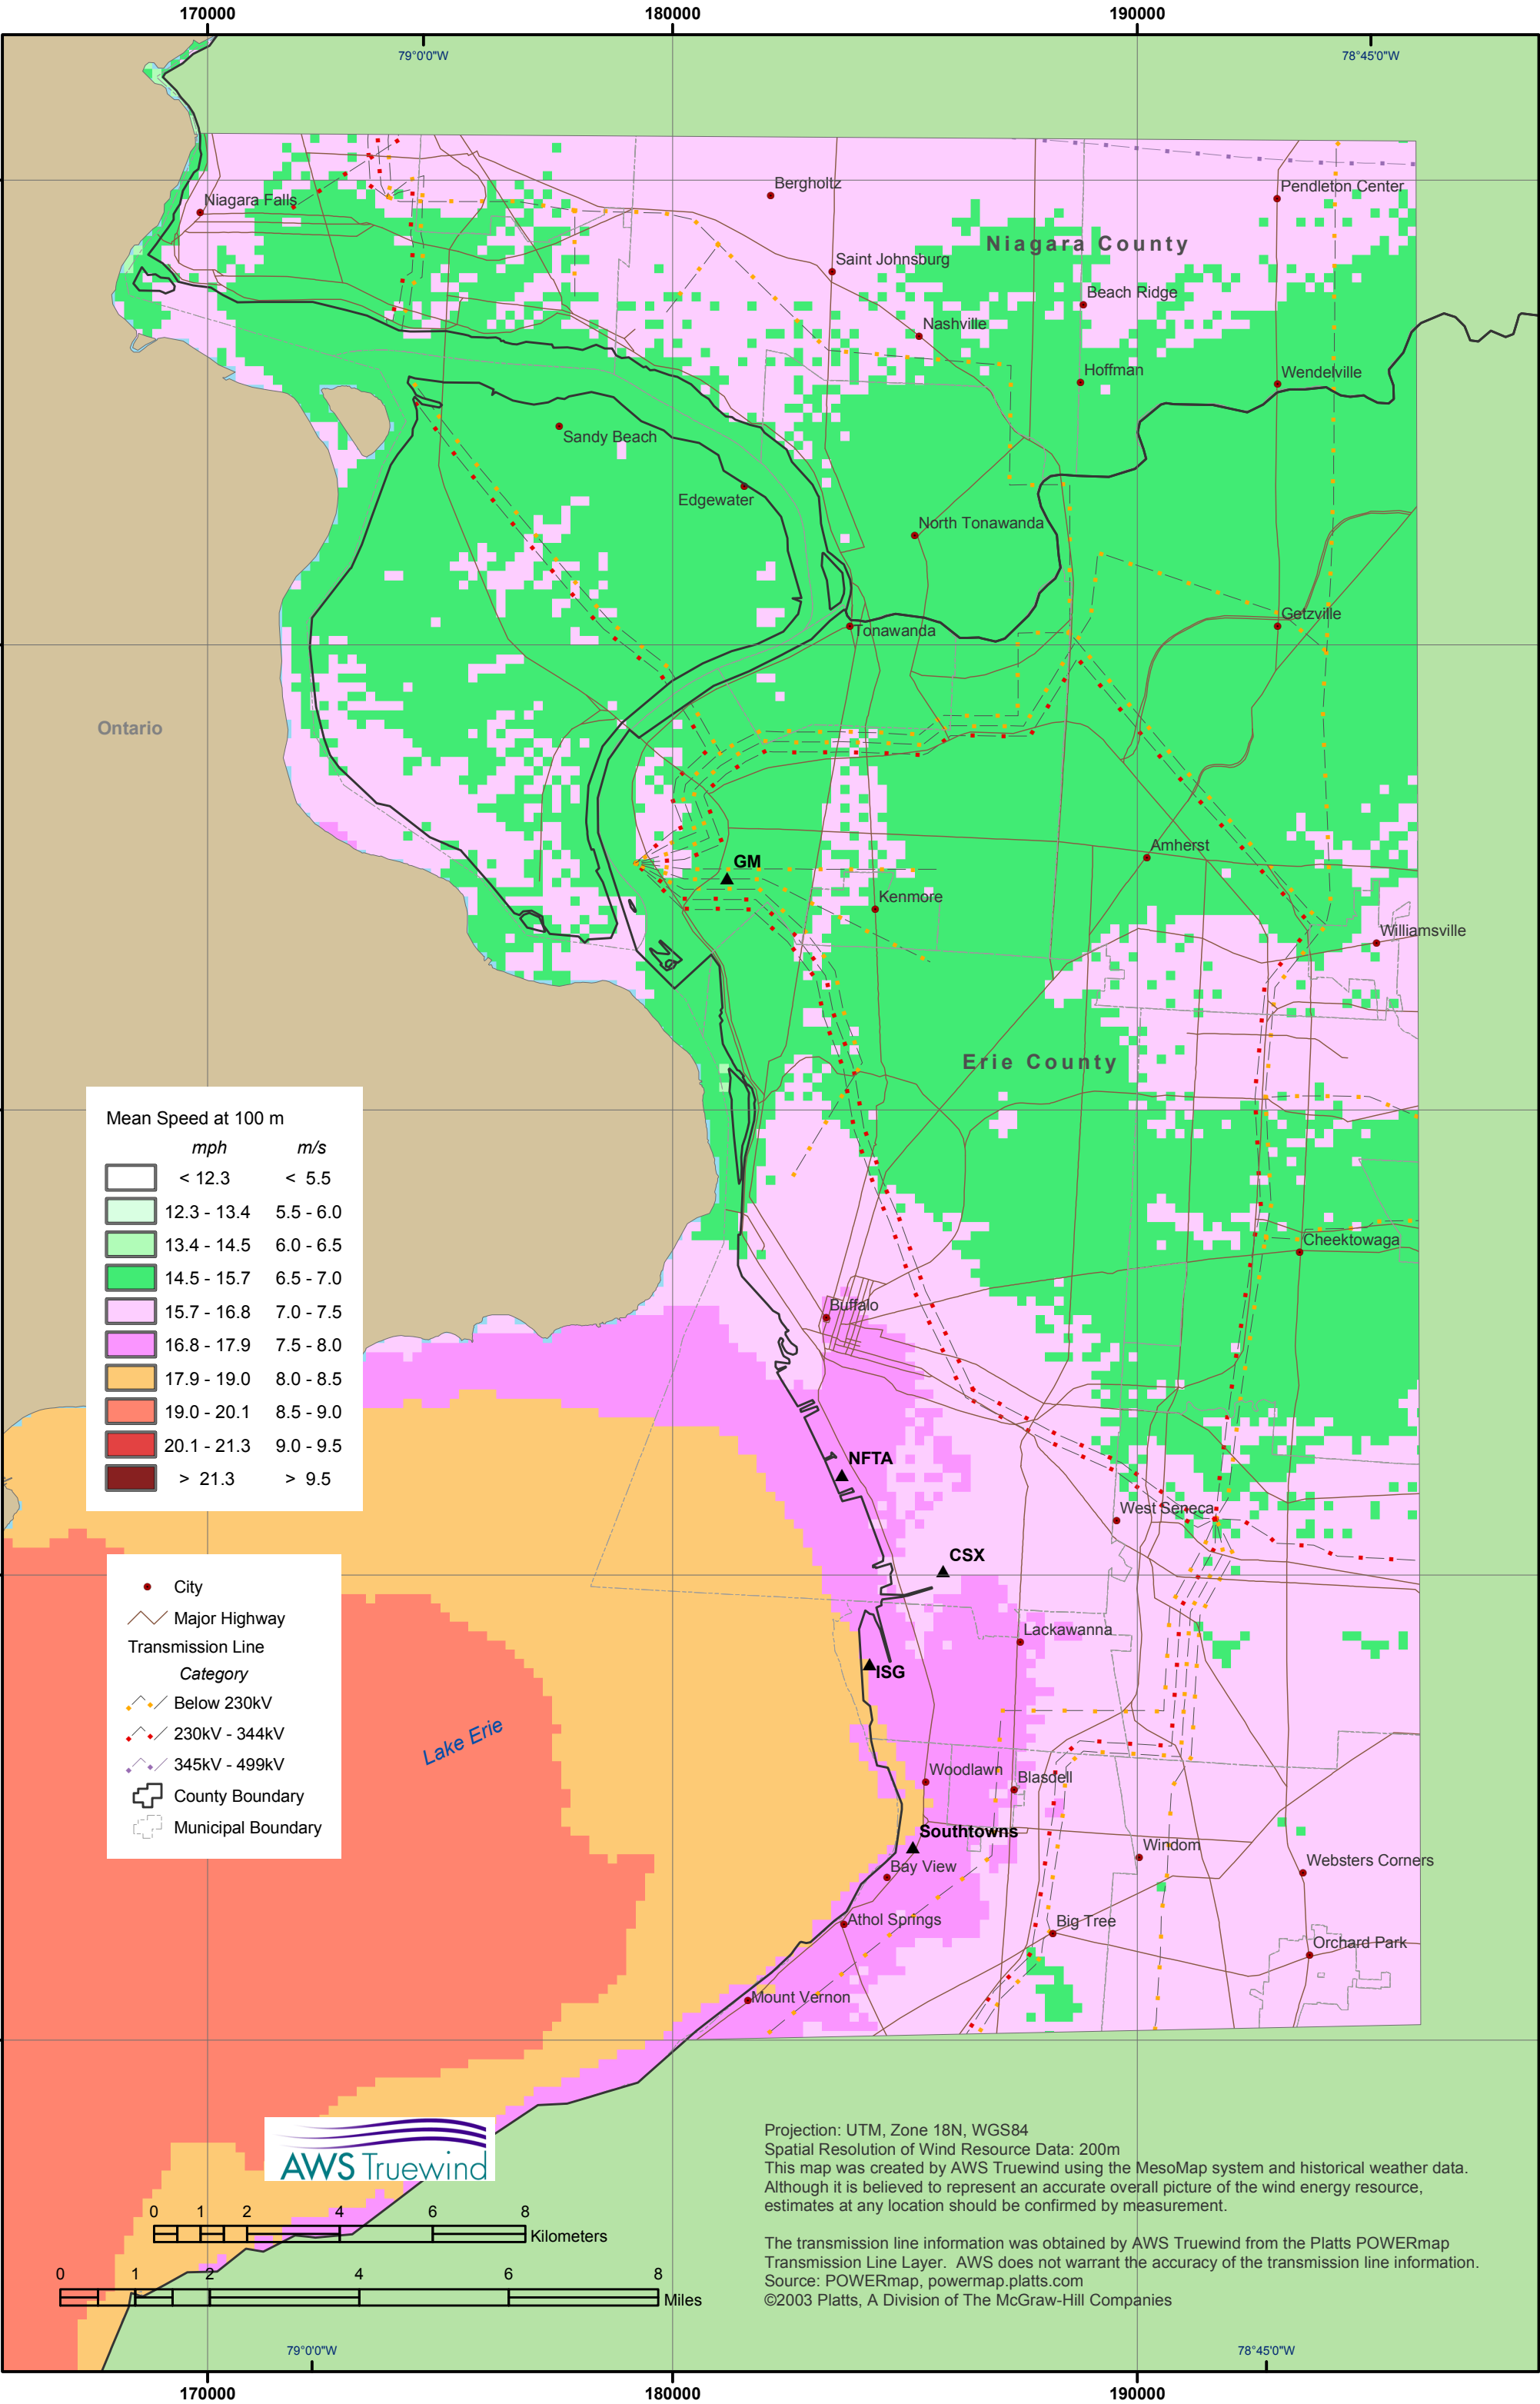 170000 180000 190000
79°0'0"W 78°45'0"W
Niagara Falls
Bergholtz
Pendleton Center
Niagara County
Saint Johnsburg
Beach Ridge
Nashville
Hoffman
Wendelville
Sandy Beach
Edgewater
North Tonawanda
Tonawanda
Getzville
Ontario
GM
Amherst
Kenmore
Williamsville
Erie County
Cheektowaga
Buffalo
NFTA
West Seneca
CSX
Lackawanna
ISG
Lake Erie
Woodlawn
Blasdell
Southtowns
Windom
Bay View
Websters Corners
Athol Springs
Big Tree
Orchard Park
Mount Vernon
Mean Speed at 100 m
mph m/s
< 12.3 < 5.5
12.3 - 13.4 5.5 - 6.0
13.4 - 14.5 6.0 - 6.5
14.5 - 15.7 6.5 - 7.0
15.7 - 16.8 7.0 - 7.5
16.8 - 17.9 7.5 - 8.0
17.9 - 19.0 8.0 - 8.5
19.0 - 20.1 8.5 - 9.0
20.1 - 21.3 9.0 - 9.5
> 21.3 > 9.5
City
Major Highway
Transmission Line
Category
Below 230kV
230kV - 344kV
345kV - 499kV
County Boundary
Municipal Boundary
AWS Truewind
0 1 2 4 6 8
Kilometers
0 1 2 4 6 8
Miles
Projection: UTM, Zone 18N, WGS84
Spatial Resolution of Wind Resource Data: 200m
This map was created by AWS Truewind using the MesoMap system and historical weather data.
Although it is believed to represent an accurate overall picture of the wind energy resource,
estimates at any location should be confirmed by measurement.
The transmission line information was obtained by AWS Truewind from the Platts POWERmap
Transmission Line Layer. AWS does not warrant the accuracy of the transmission line information.
Source: POWERmap, powermap.platts.com
©2003 Platts, A Division of The McGraw-Hill Companies
79°0'0"W 78°45'0"W
170000 180000 190000